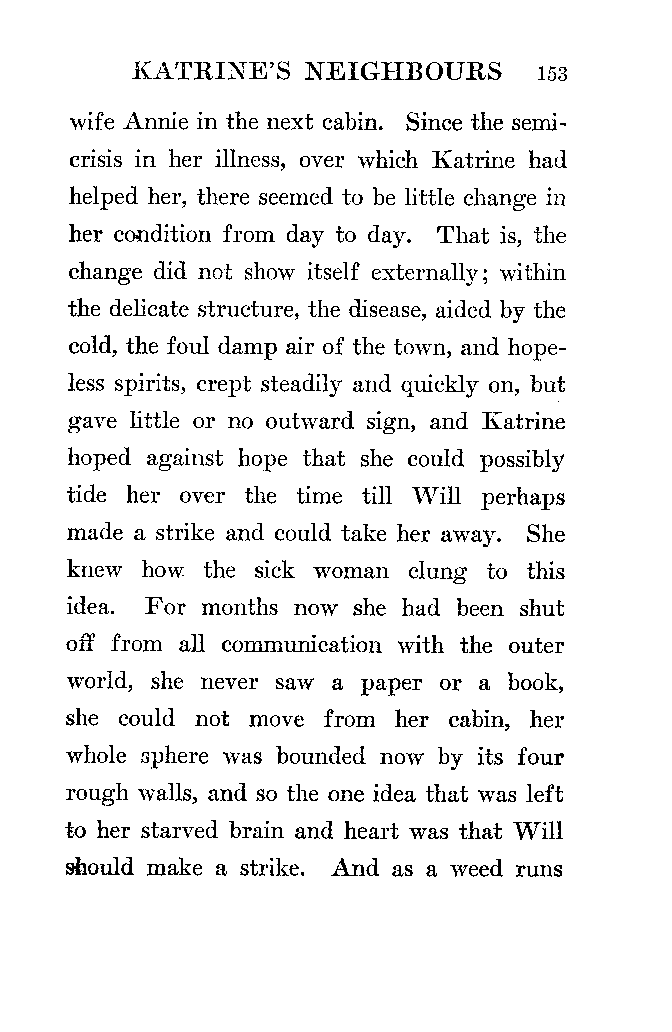 KATRINE'S NEIGHBOURS 153
wife Annie in the next cabin. Since the semi-
crisis in her illness, over which Katrine had
helped her, there seemed to be little change in
her condition from day to day. That is, the
change did not show itself externally; within
the delicate structure, the disease, aided by the
cold, the foul damp air of the town, and hope-
less spirits, crept steadily and quickly on, but
gave little or no outward sign, and Katrine
hoped against hope that she could possibly
tide her over the time till Will perhaps
made a strike and could take her away. She
knew how the sick woman clung to this
idea. For months now she had been shut
off from all communication with the outer
world, she never saw a paper or a book,
she could not move from her cabin, her
whole sphere was bounded now by its four
rough walls, and so the one idea that was left
to her starved brain and heart was that Will
should make a strike. And as a weed runs